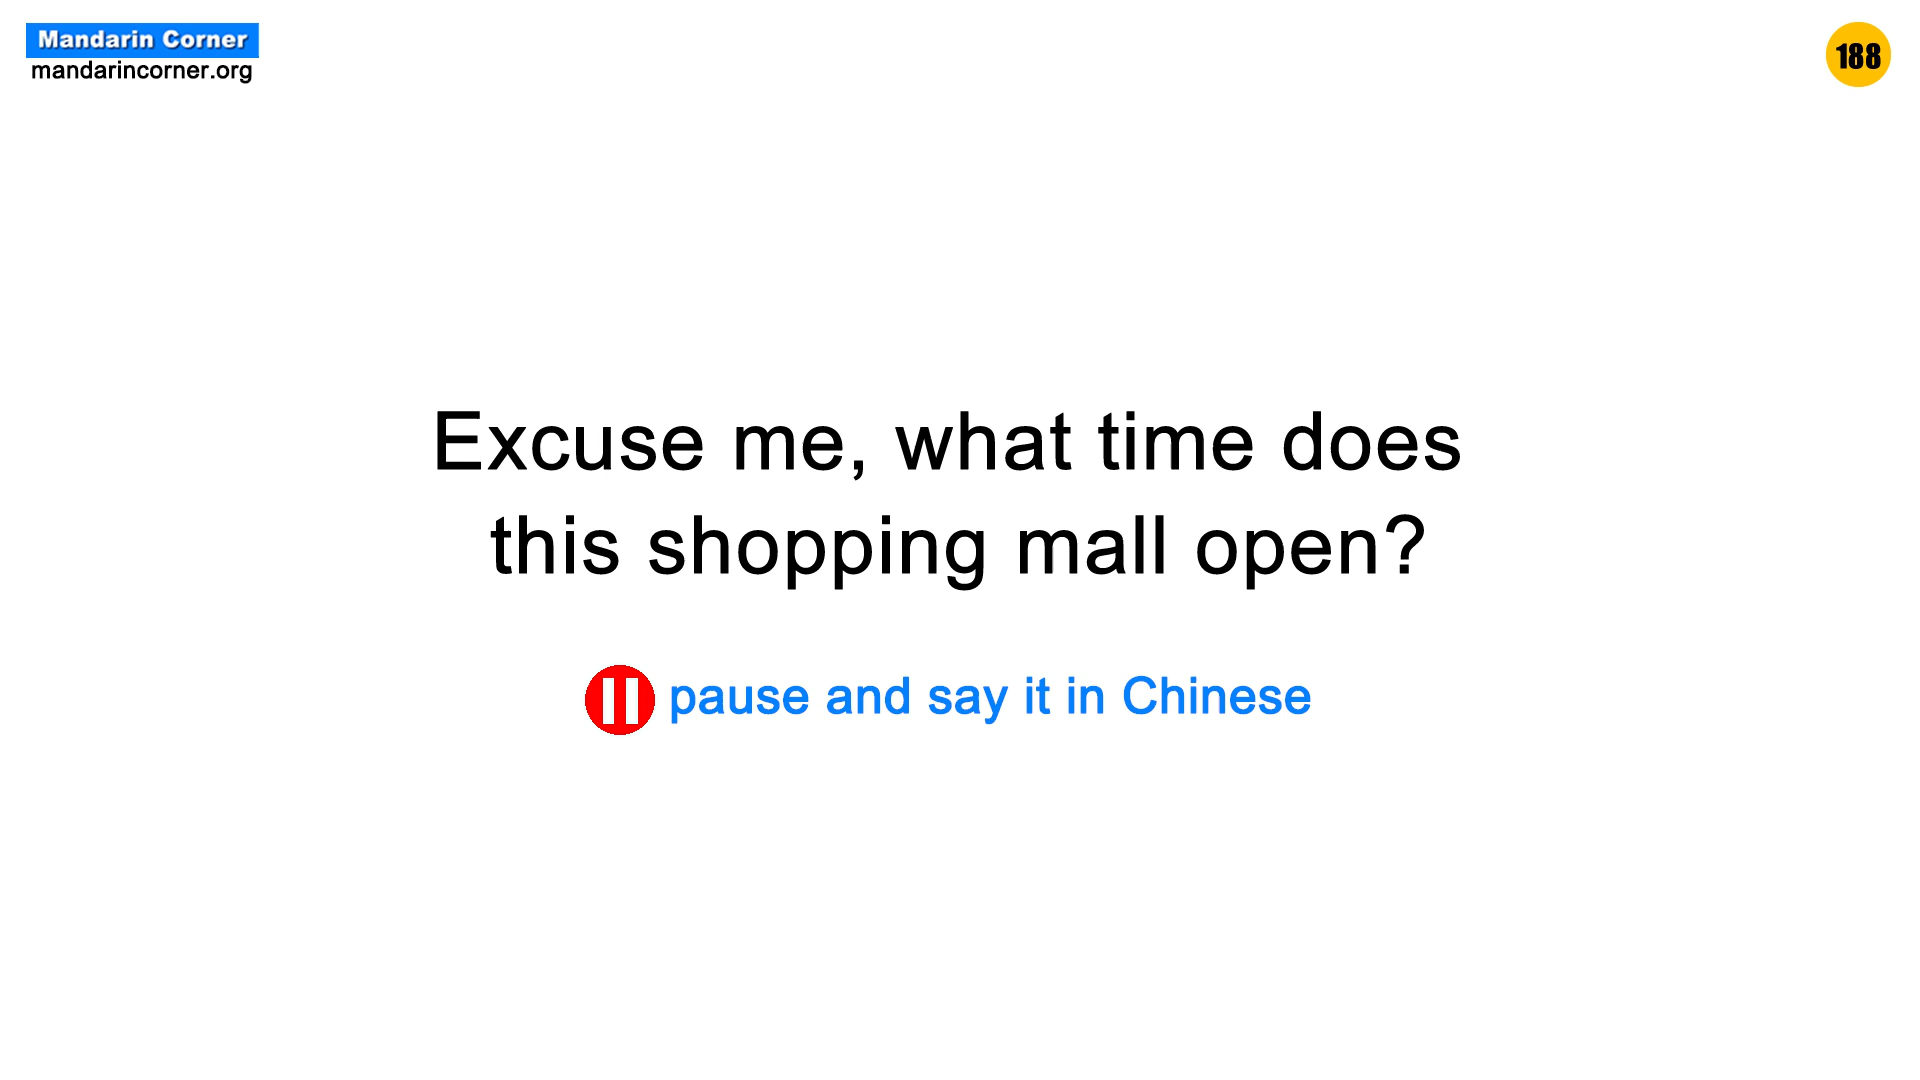 Mandarin Corner
mandarincorner.org
188
Excuse me, what time does
this shopping mall open?
pause and say it in Chinese